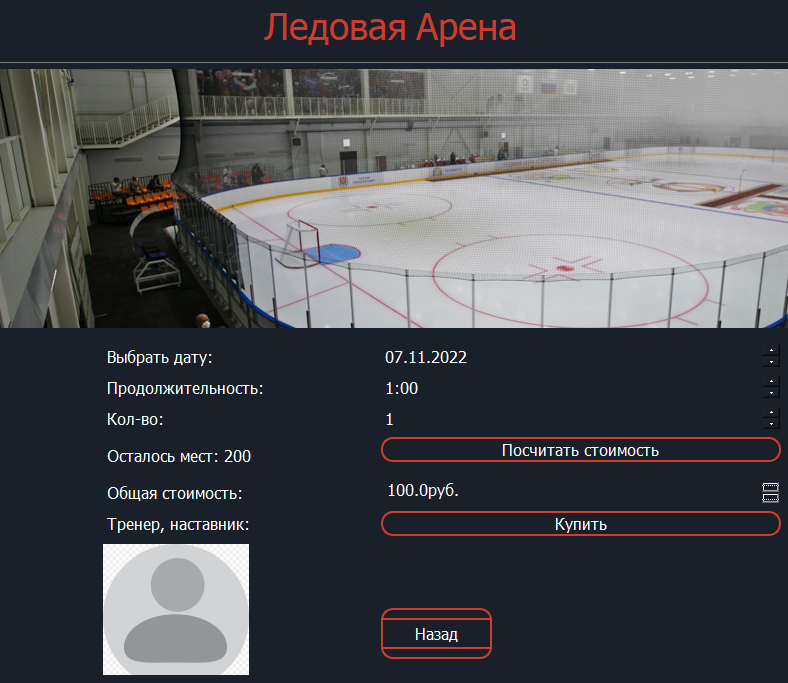 Ледовая Арена
Выбрать дату: 07.11.2022
Продолжительность: 1:00
Кол-во: 1
Осталось мест: 200 Посчитать стоимость
Общая стоимость: 100.0руб.
Тренер, наставник: Купить
Назад